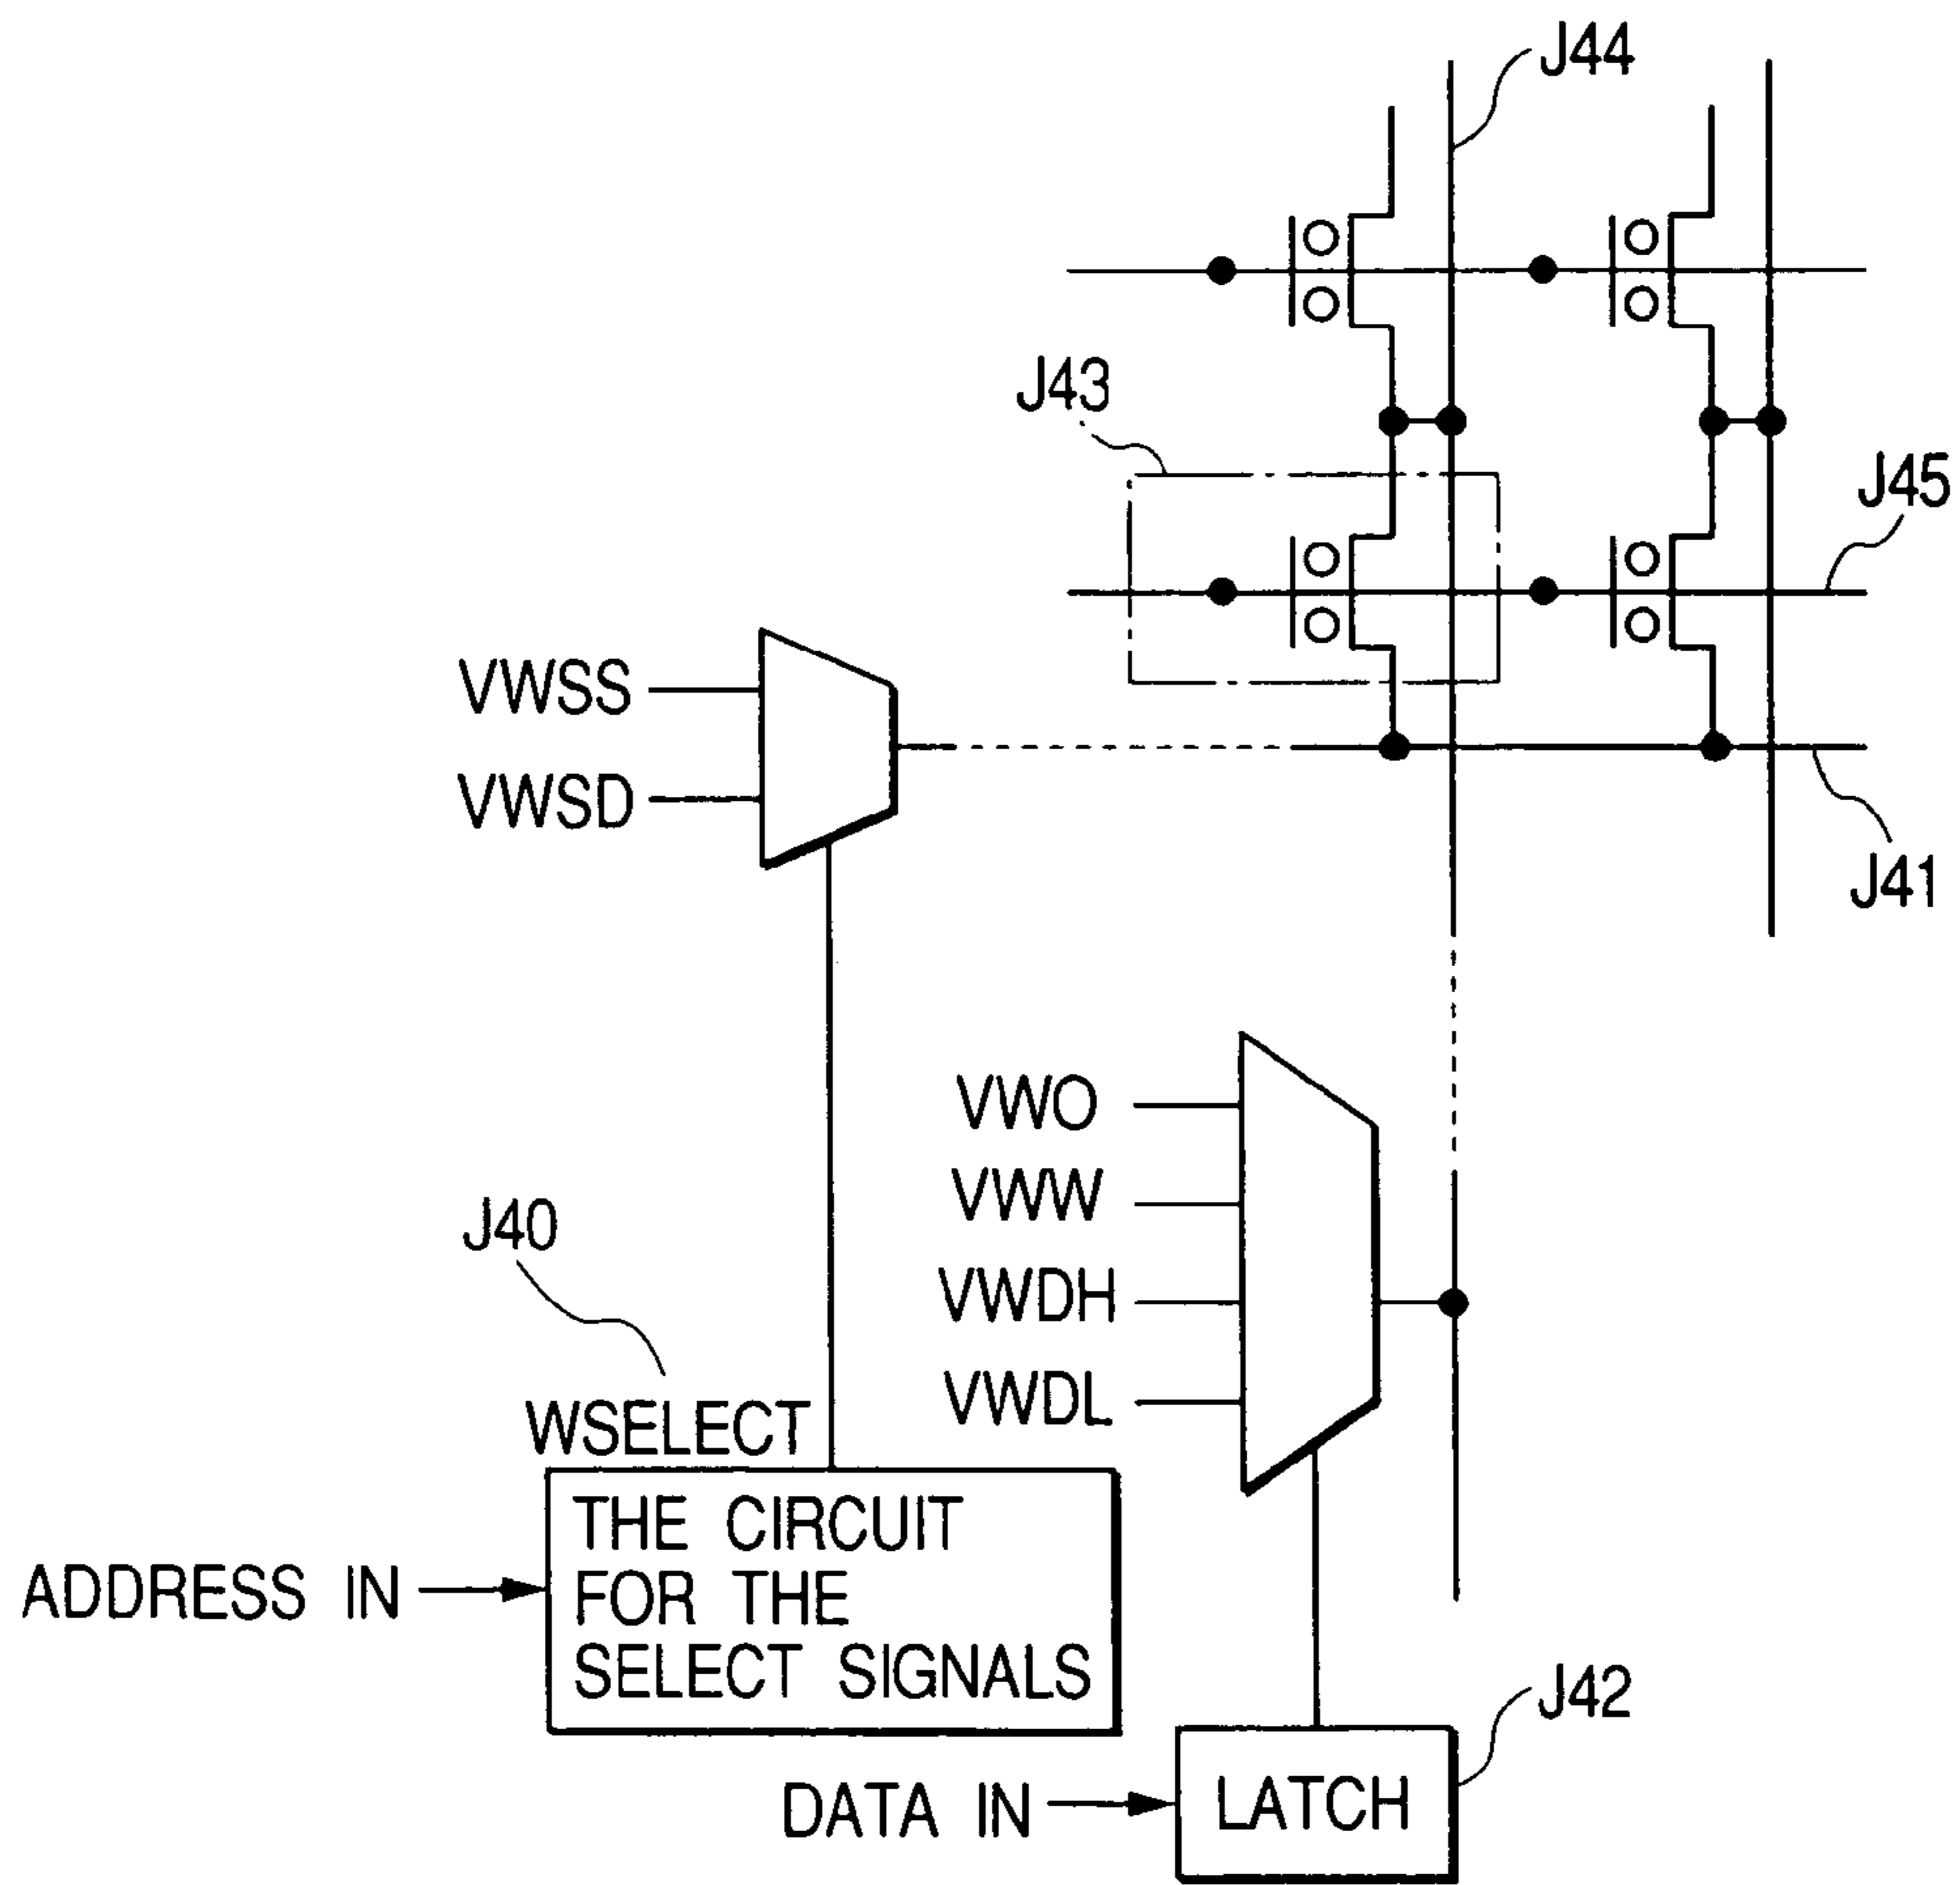 J44
J43
J45
VWSS
VWSD
J41
VWO
VWW
J40
VWDH
VWDL
WSELECT
THE CIRCUIT
FOR THE
SELECT SIGNALS
ADDRESS IN
J42
DATA IN
LATCH